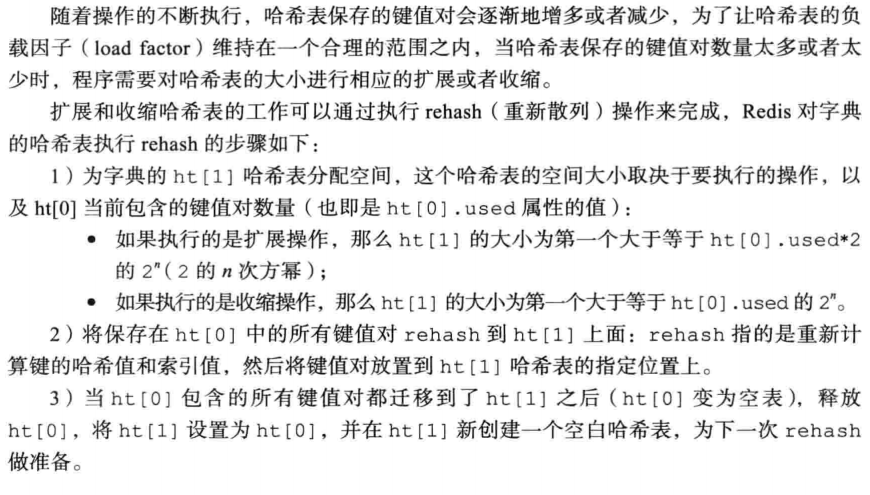 随着操作的不断执行，哈希表保存的键值对会逐渐地增多或者减少，为了让哈希表的负
载因子（load factor）维持在一个合理的范围之内，当哈希表保存的键值对数量太多或者太
少时，程序需要对哈希表的大小进行相应的扩展或者收缩。
扩展和收缩哈希表的工作可以通过执行 rehash（重新散列）操作来完成，Redis 对字典
的哈希表执行 rehash 的步骤如下：
1）为字典的 ht[1] 哈希表分配空间，这个哈希表的空间大小取决于要执行的操作，以
及 ht[0] 当前包含的键值对数量（也即是 ht[0].used 属性的值）：
● 如果执行的是扩展操作，那么 ht[1] 的大小为第一个大于等于 ht[0].used*2
的 2ⁿ（2 的 n 次方幂）；
● 如果执行的是收缩操作，那么 ht[1] 的大小为第一个大于等于 ht[0].used 的 2ⁿ。
2）将保存在 ht[0] 中的所有键值对 rehash 到 ht[1] 上面：rehash 指的是重新计
算键的哈希值和索引值，然后将键值对放置到 ht[1] 哈希表的指定位置上。
3）当 ht[0] 包含的所有键值对都迁移到了 ht[1] 之后（ht[0] 变为空表），释放
ht[0]，将 ht[1] 设置为 ht[0]，并在 ht[1] 新创建一个空白哈希表，为下一次 rehash
做准备。